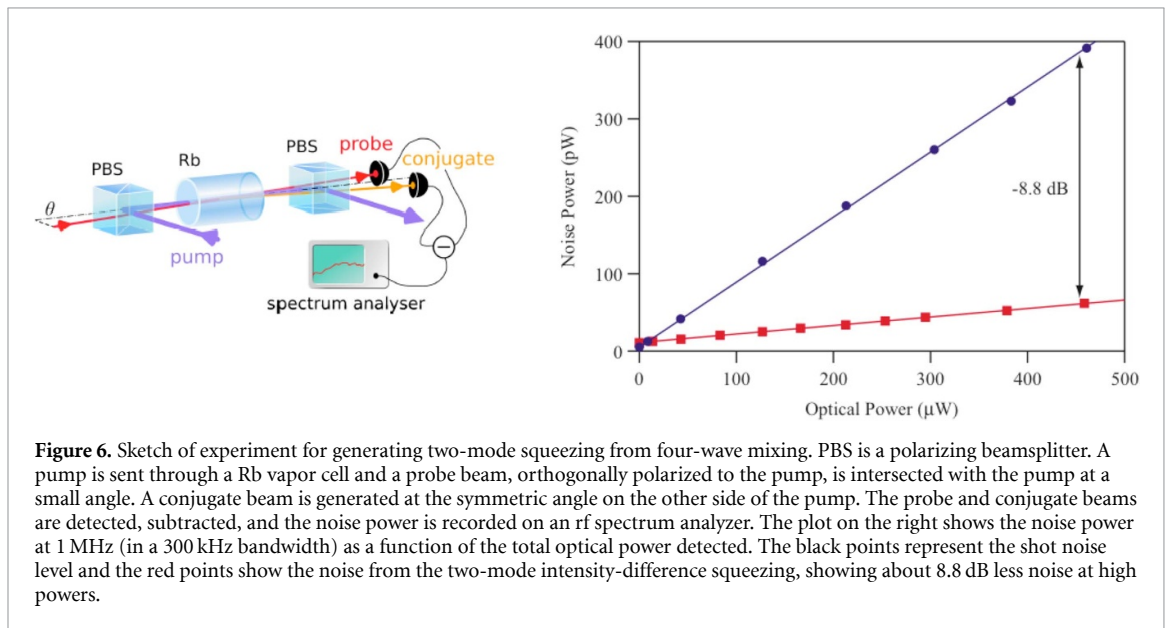 PBS
Rb
PBS
probe
conjugate
θ
pump
−
spectrum analyser
400
300
200
100
0
Noise Power (pW)
-8.8 dB
0 100 200 300 400 500
Optical Power (μW)
Figure 6. Sketch of experiment for generating two-mode squeezing from four-wave mixing. PBS is a polarizing beamsplitter. A
pump is sent through a Rb vapor cell and a probe beam, orthogonally polarized to the pump, is intersected with the pump at a
small angle. A conjugate beam is generated at the symmetric angle on the other side of the pump. The probe and conjugate beams
are detected, subtracted, and the noise power is recorded on an rf spectrum analyzer. The plot on the right shows the noise power
at 1 MHz (in a 300 kHz bandwidth) as a function of the total optical power detected. The black points represent the shot noise
level and the red points show the noise from the two-mode intensity-difference squeezing, showing about 8.8 dB less noise at high
powers.